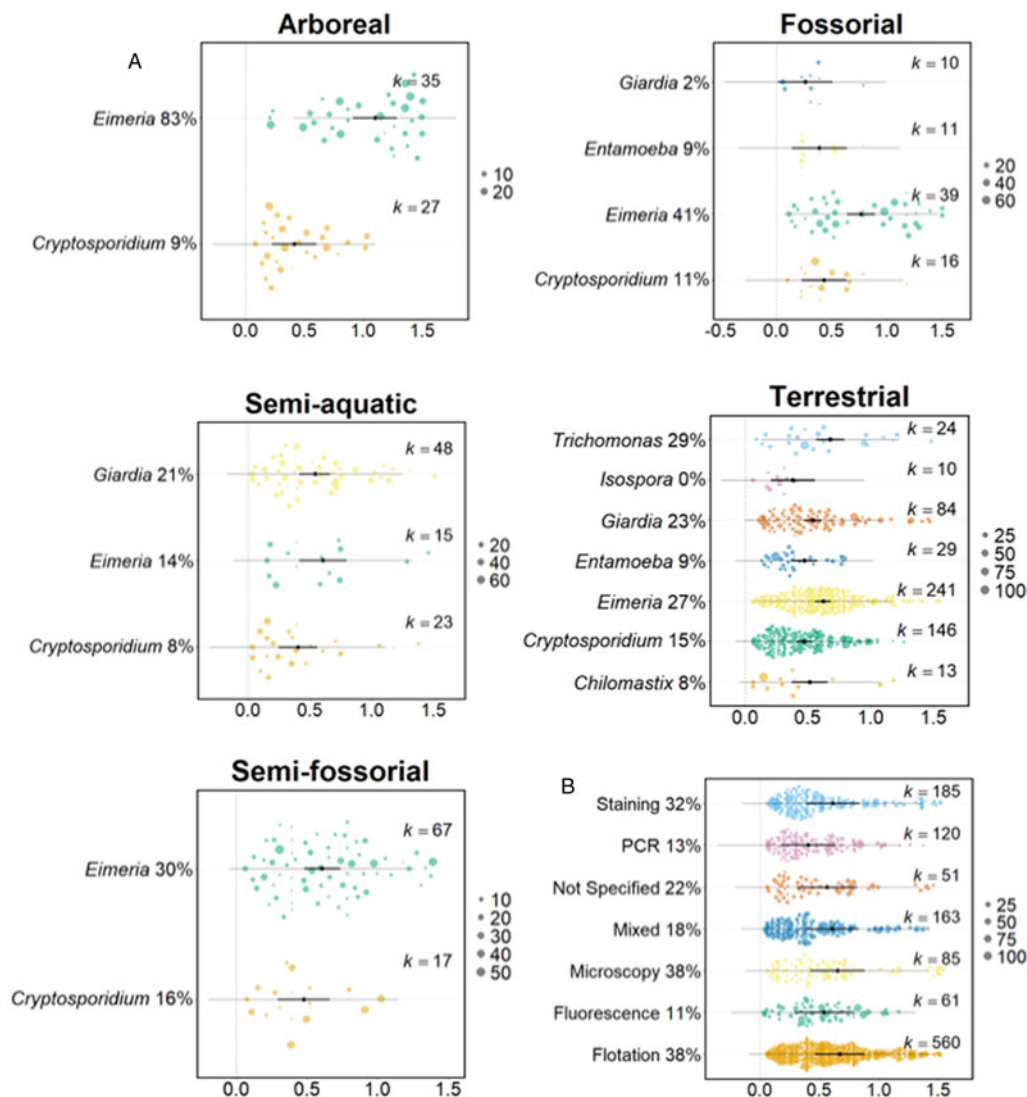 A
Arboreal
k = 35
Eimeria 83%
k = 27
Cryptosporidium 9%
10
20
0.0 0.5 1.0 1.5
Fossorial
k = 10
Giardia 2%
k = 11
Entamoeba 9%
k = 39
Eimeria 41%
k = 16
Cryptosporidium 11%
20
40
60
-0.5 0.0 0.5 1.0 1.5
Semi-aquatic
k = 48
Giardia 21%
k = 15
Eimeria 14%
k = 23
Cryptosporidium 8%
20
40
60
0.0 0.5 1.0 1.5
Terrestrial
k = 24
Trichomonas 29%
k = 10
Isospora 0%
k = 84
Giardia 23%
k = 29
Entamoeba 9%
k = 241
Eimeria 27%
k = 146
Cryptosporidium 15%
k = 13
Chilomastix 8%
25
50
75
100
0.0 0.5 1.0 1.5
Semi-fossorial
k = 67
Eimeria 30%
k = 17
Cryptosporidium 16%
10
20
30
40
50
0.0 0.5 1.0 1.5
B
k = 185
Staining 32%
k = 120
PCR 13%
k = 51
Not Specified 22%
k = 163
Mixed 18%
k = 85
Microscopy 38%
k = 61
Fluorescence 11%
k = 560
Flotation 38%
25
50
75
100
0.0 0.5 1.0 1.5